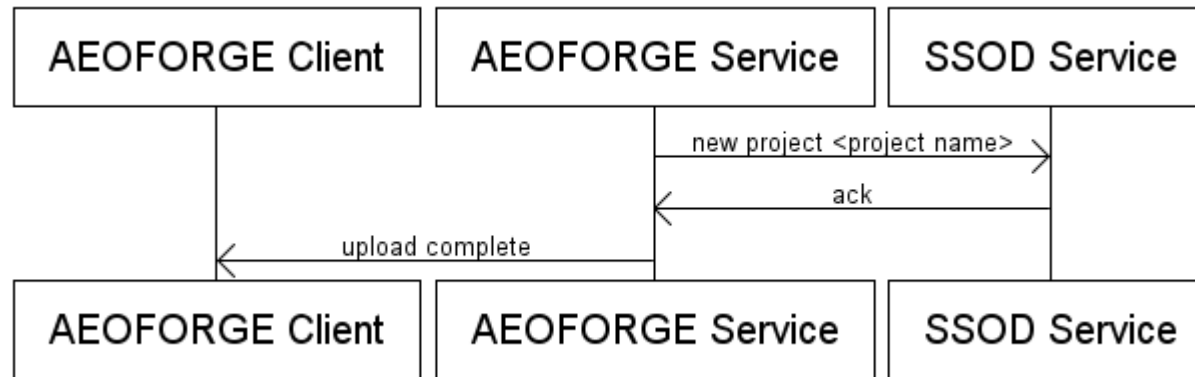 AEOFORGE Client
AEOFORGE Service
SSOD Service
new project <project name>
ack
upload complete
AEOFORGE Client
AEOFORGE Service
SSOD Service